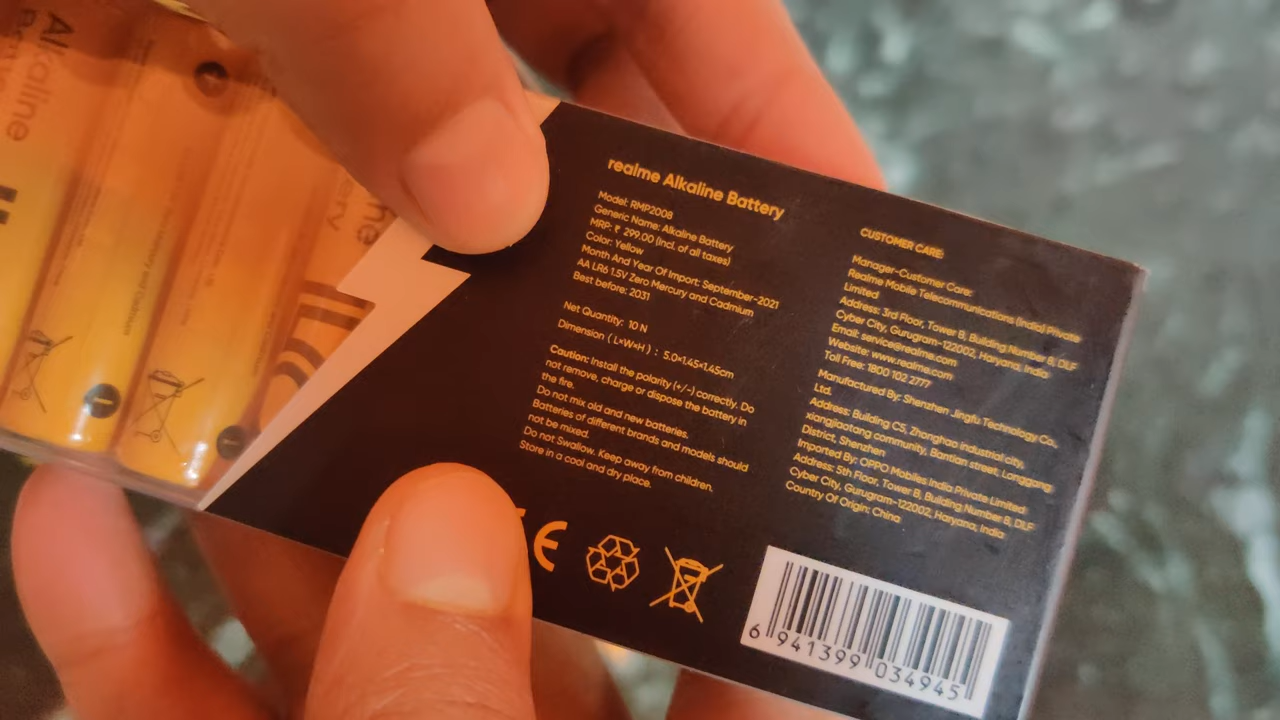 Alkaline
realme Alkaline Battery
Model: RMP2008
Generic Name: Alkaline Battery
MRP: ₹ 299.00 (Incl. of all taxes)
Color: Yellow
Month And Year Of Import: September-2021
AA LR6 1.5V Zero Mercury and Cadmium
Best before: 2031
Net Quantity: 10 N
Dimension ( L×W×H ) : 5.0×1.45×1.45cm
Caution: Install the polarity (+/-) correctly. Do
not remove, charge or dispose the battery in
the fire.
Do not mix old and new batteries.
Batteries of different brands and models should
not be mixed.
Do not Swallow. Keep away from children.
Store in a cool and dry place.
CUSTOMER CARE:
Manager-Customer Care:
Realme Mobile Telecommunications (India) Private
Limited
Address: 3rd Floor, Tower B, Building Number 8, DLF
Cyber City, Gurugram-122002, Haryana, India
Email: service@realme.com
Website: www.realme.com
Toll Free: 1800 102 2777
Manufactured By: Shenzhen Jingfu Technology Co.,
Ltd.
Address: Building C5, Zhonghao industrial city,
xiangjiaotang community, Bantian street, Longgang
District, Shenzhen
Imported By: OPPO Mobiles India Private Limited
Address: 5th Floor, Tower B, Building Number 8, DLF
Cyber City, Gurugram-122002, Haryana, India
Country Of Origin: China
CE
6 941399 034945